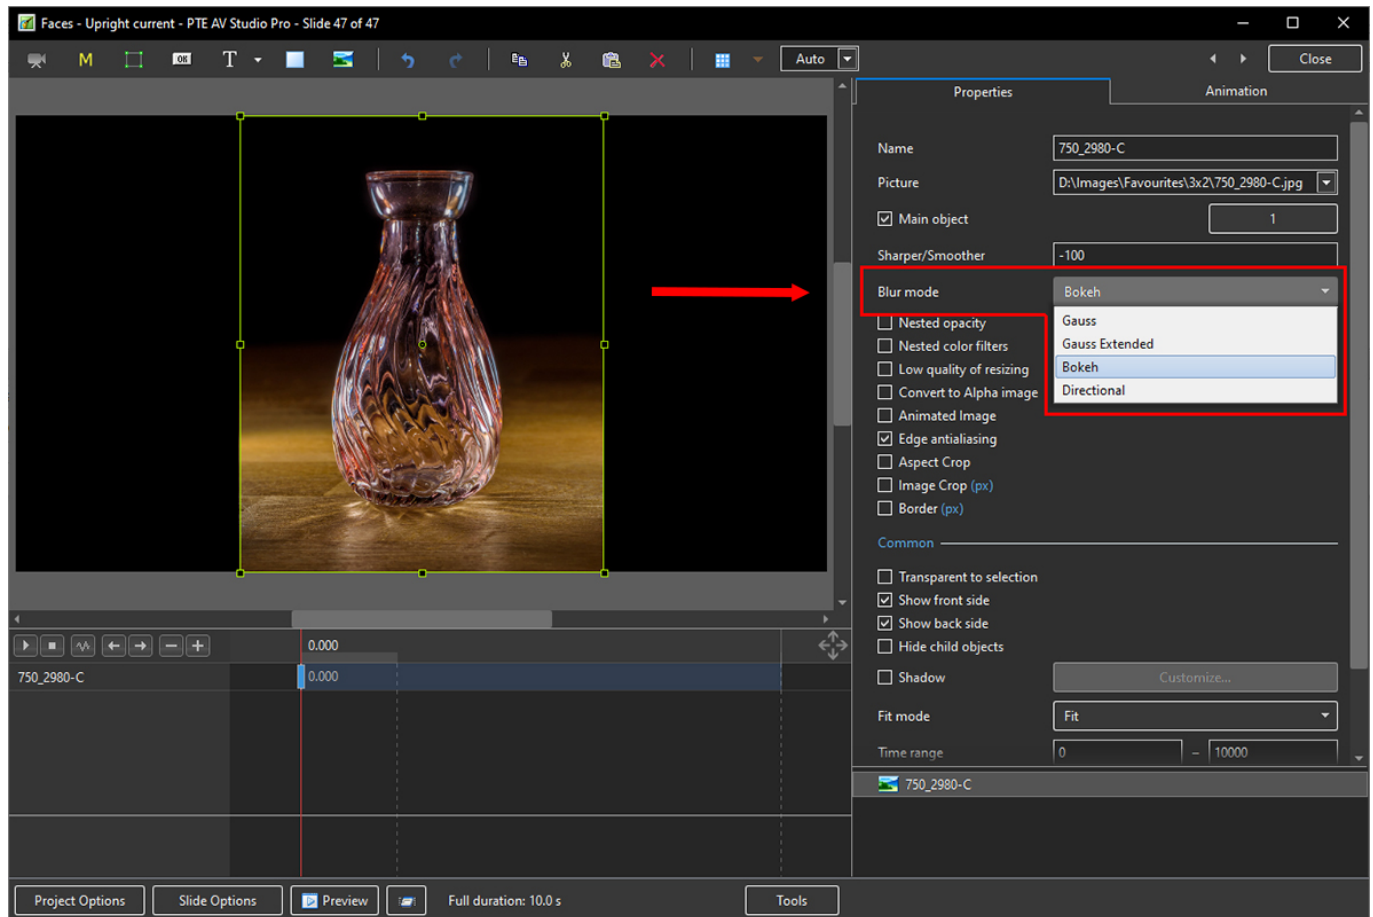 Faces - Upright current - PTE AV Studio Pro - Slide 47 of 47
M OK T Auto Close
Properties Animation
Name 750_2980-C
Picture D:\Images\Favourites\3x2\750_2980-C.jpg
Main object 1
Sharper/Smoother -100
Blur mode Bokeh
Gauss
Nested opacity
Gauss Extended
Nested color filters
Bokeh
Low quality of resizing
Directional
Convert to Alpha image
Animated Image
Edge antialiasing
Aspect Crop
Image Crop (px)
Border (px)
Common
Transparent to selection
Show front side
Show back side
Hide child objects
Shadow Customize...
Fit mode Fit
Time range 0 – 10000
750_2980-C
0.000
750_2980-C 0.000
Project Options Slide Options Preview Full duration: 10.0 s Tools